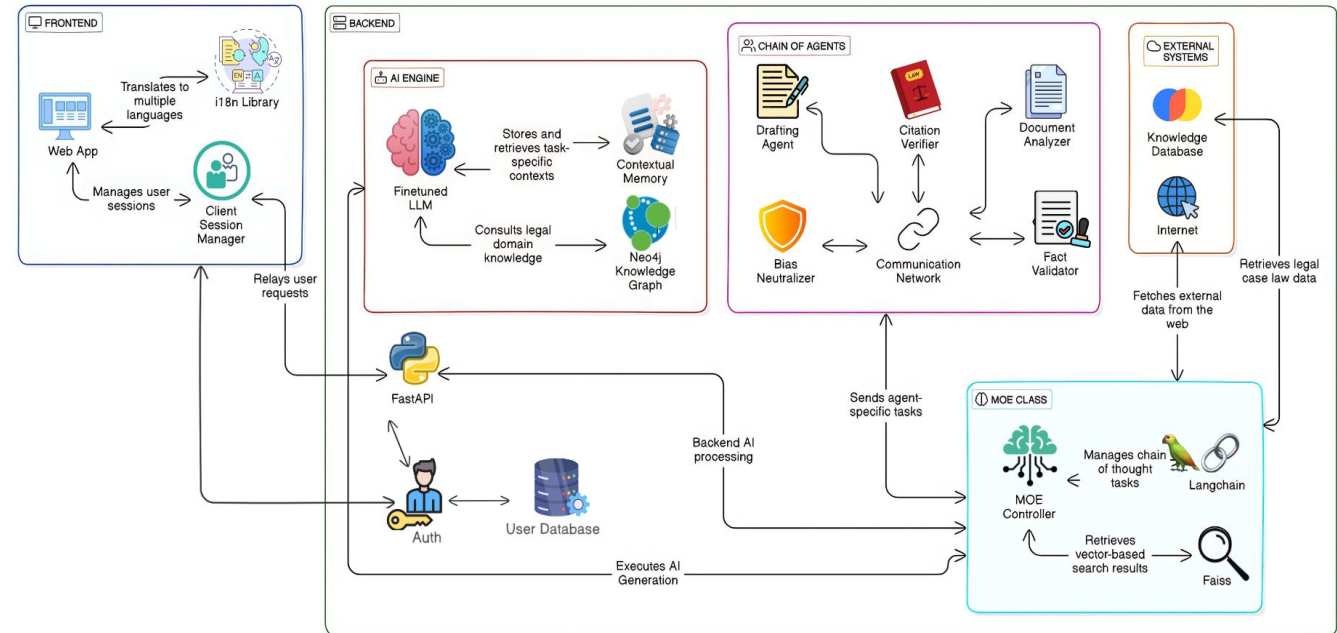 FRONTEND
Translates to
multiple
languages
i18n Library
EN
A
Web App
Manages user
sessions
Client
Session
Manager
Relays user
requests
BACKEND
AI ENGINE
Finetuned
LLM
Stores and
retrieves task-
specific
contexts
Contextual
Memory
Consults legal
domain
knowledge
Neo4j
Knowledge
Graph
CHAIN OF AGENTS
Drafting
Agent
LAW
Citation
Verifier
Document
Analyzer
Bias
Neutralizer
Communication
Network
Fact
Validator
EXTERNAL
SYSTEMS
Knowledge
Database
Internet
Retrieves legal
case law data
Fetches external
data from the
web
FastAPI
Auth
User Database
Backend AI
processing
Sends agent-
specific tasks
Executes AI
Generation
MOE CLASS
MOE
Controller
Manages chain
of thought
tasks
Langchain
Retrieves
vector-based
search results
Faiss